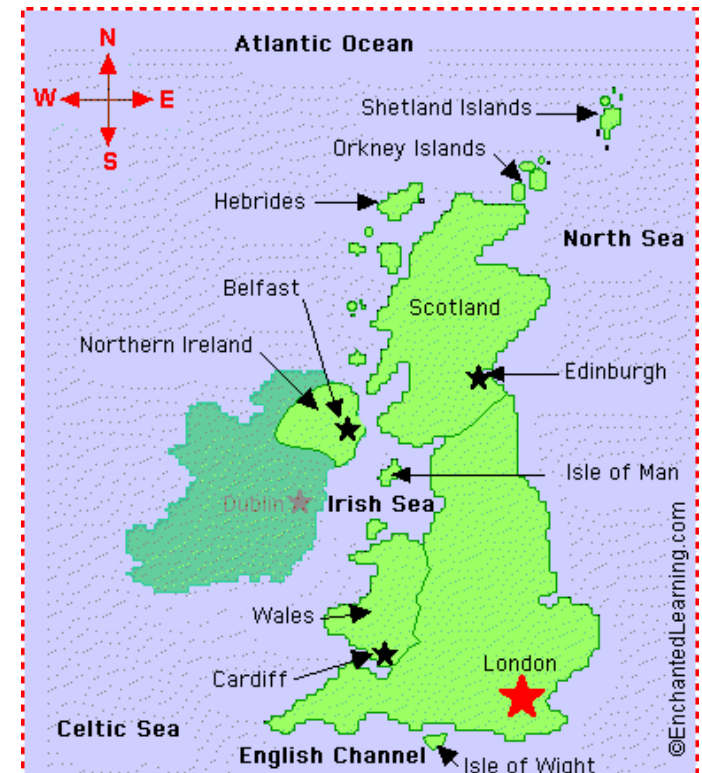 N
Atlantic Ocean
W
E
S
Shetland Islands
Orkney Islands
Hebrides
North Sea
Belfast
Scotland
Northern Ireland
Edinburgh
Isle of Man
Dublin
Irish Sea
Wales
Cardiff
London
Celtic Sea
English Channel
Isle of Wight
©EnchantedLearning.com